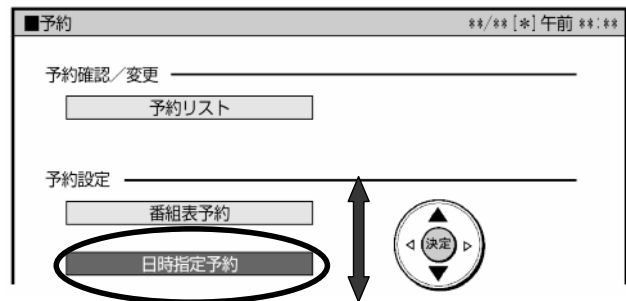 ■予約 **/**[*]午前 **:**
予約確認／変更
予約リスト
予約設定
番組表予約
日時指定予約
決定